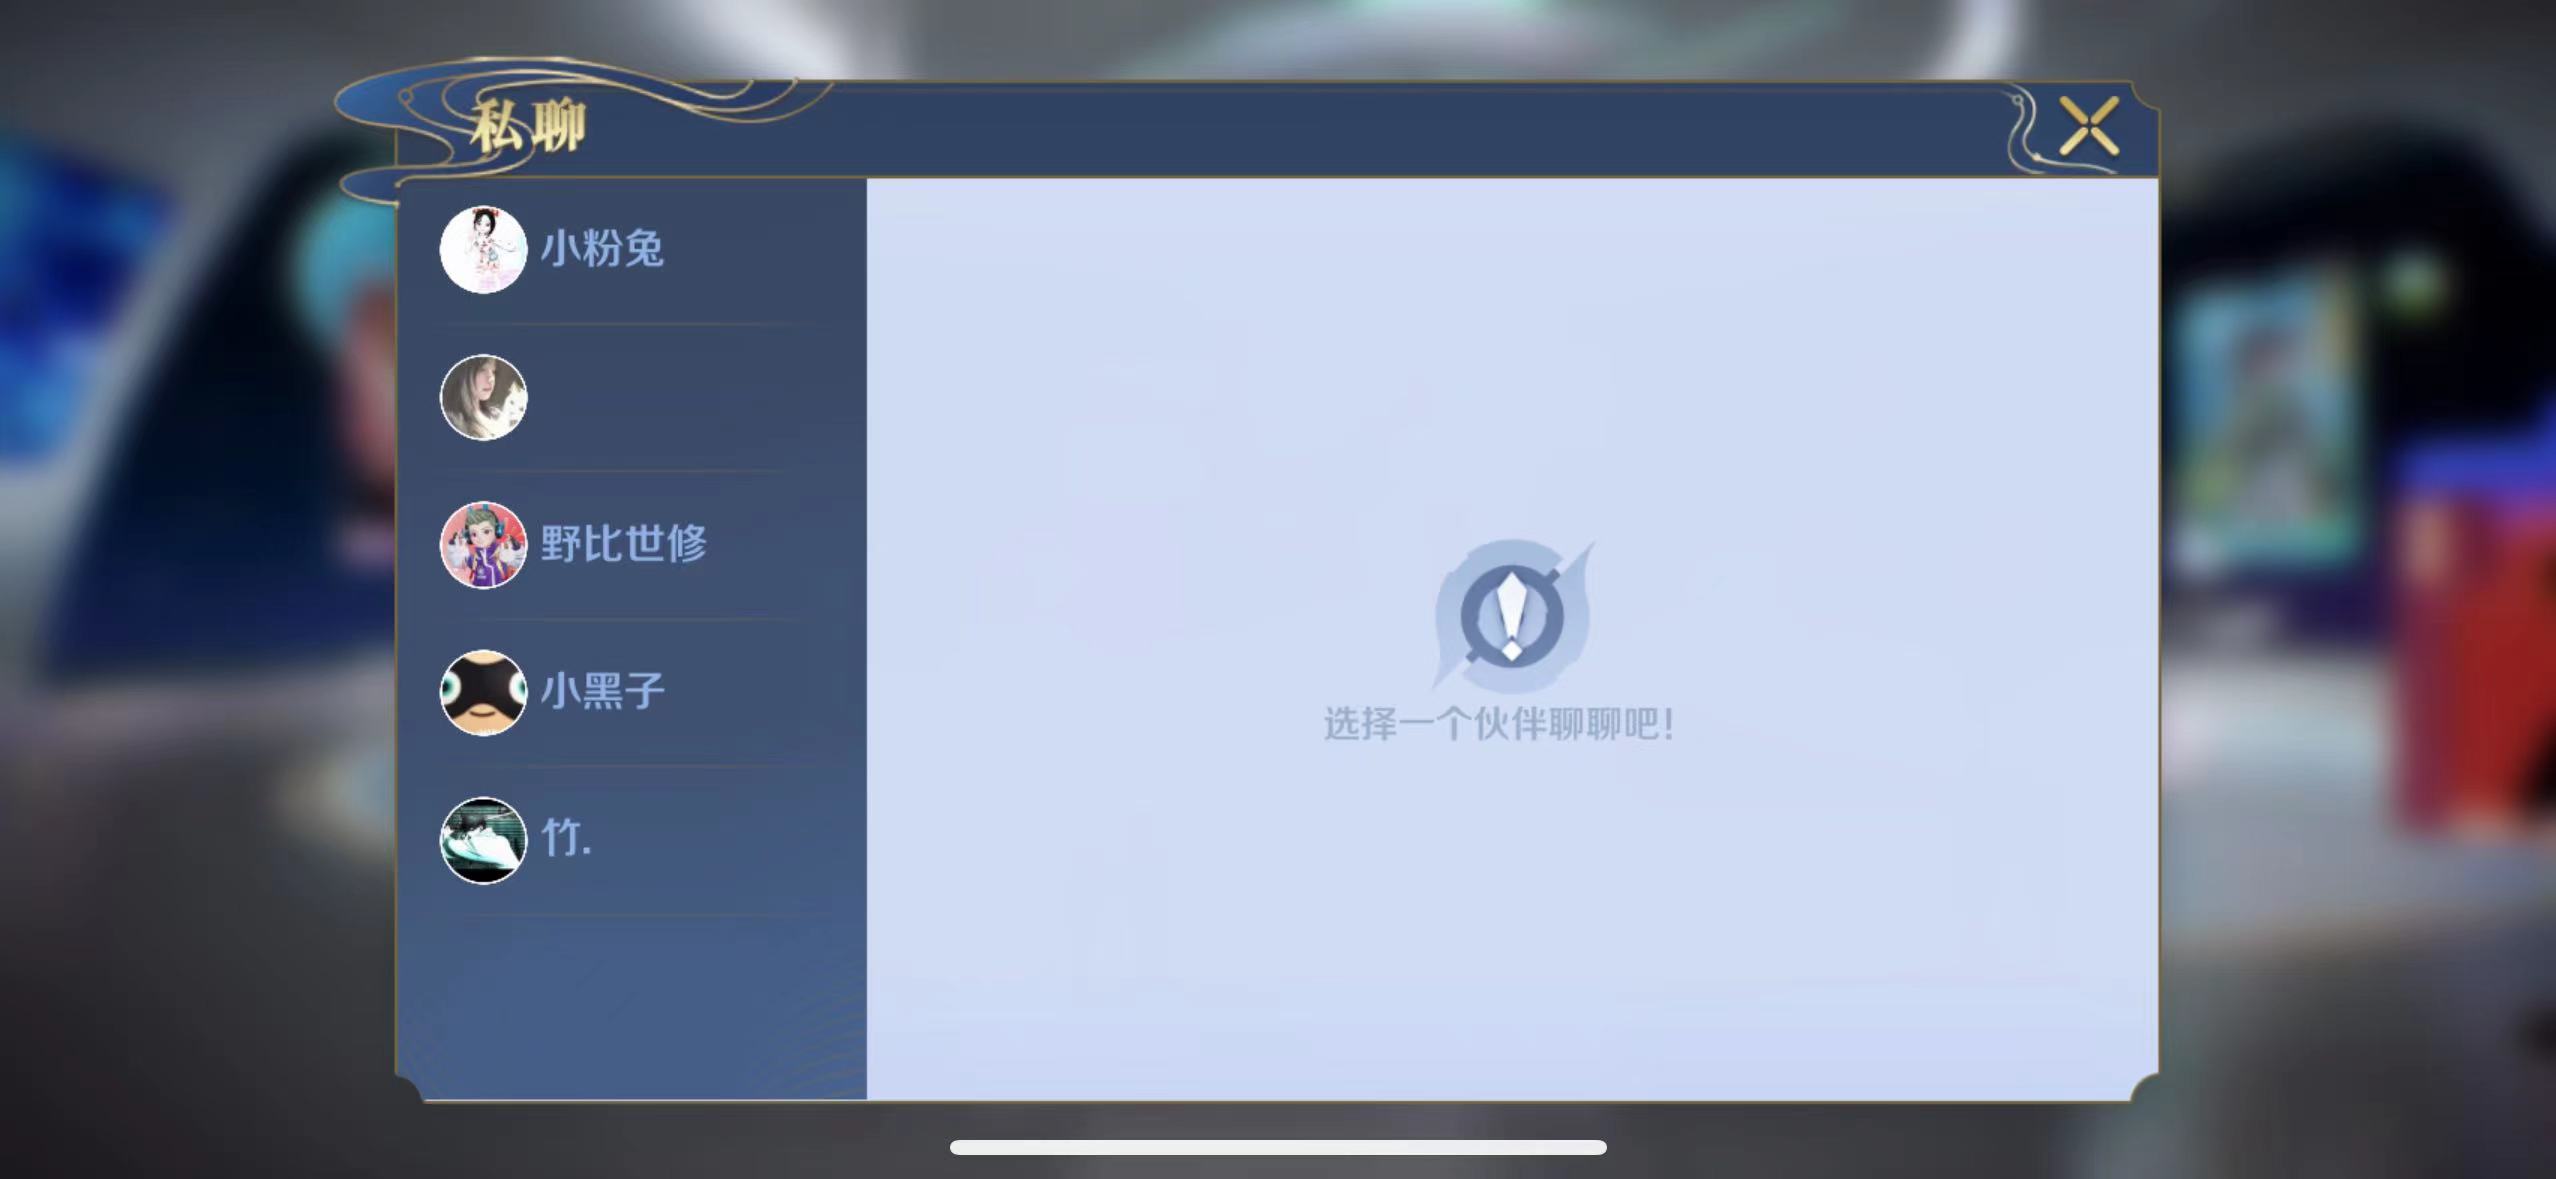 私聊
小粉兔
野比世修
小黑子
竹.
选择一个伙伴聊聊吧！